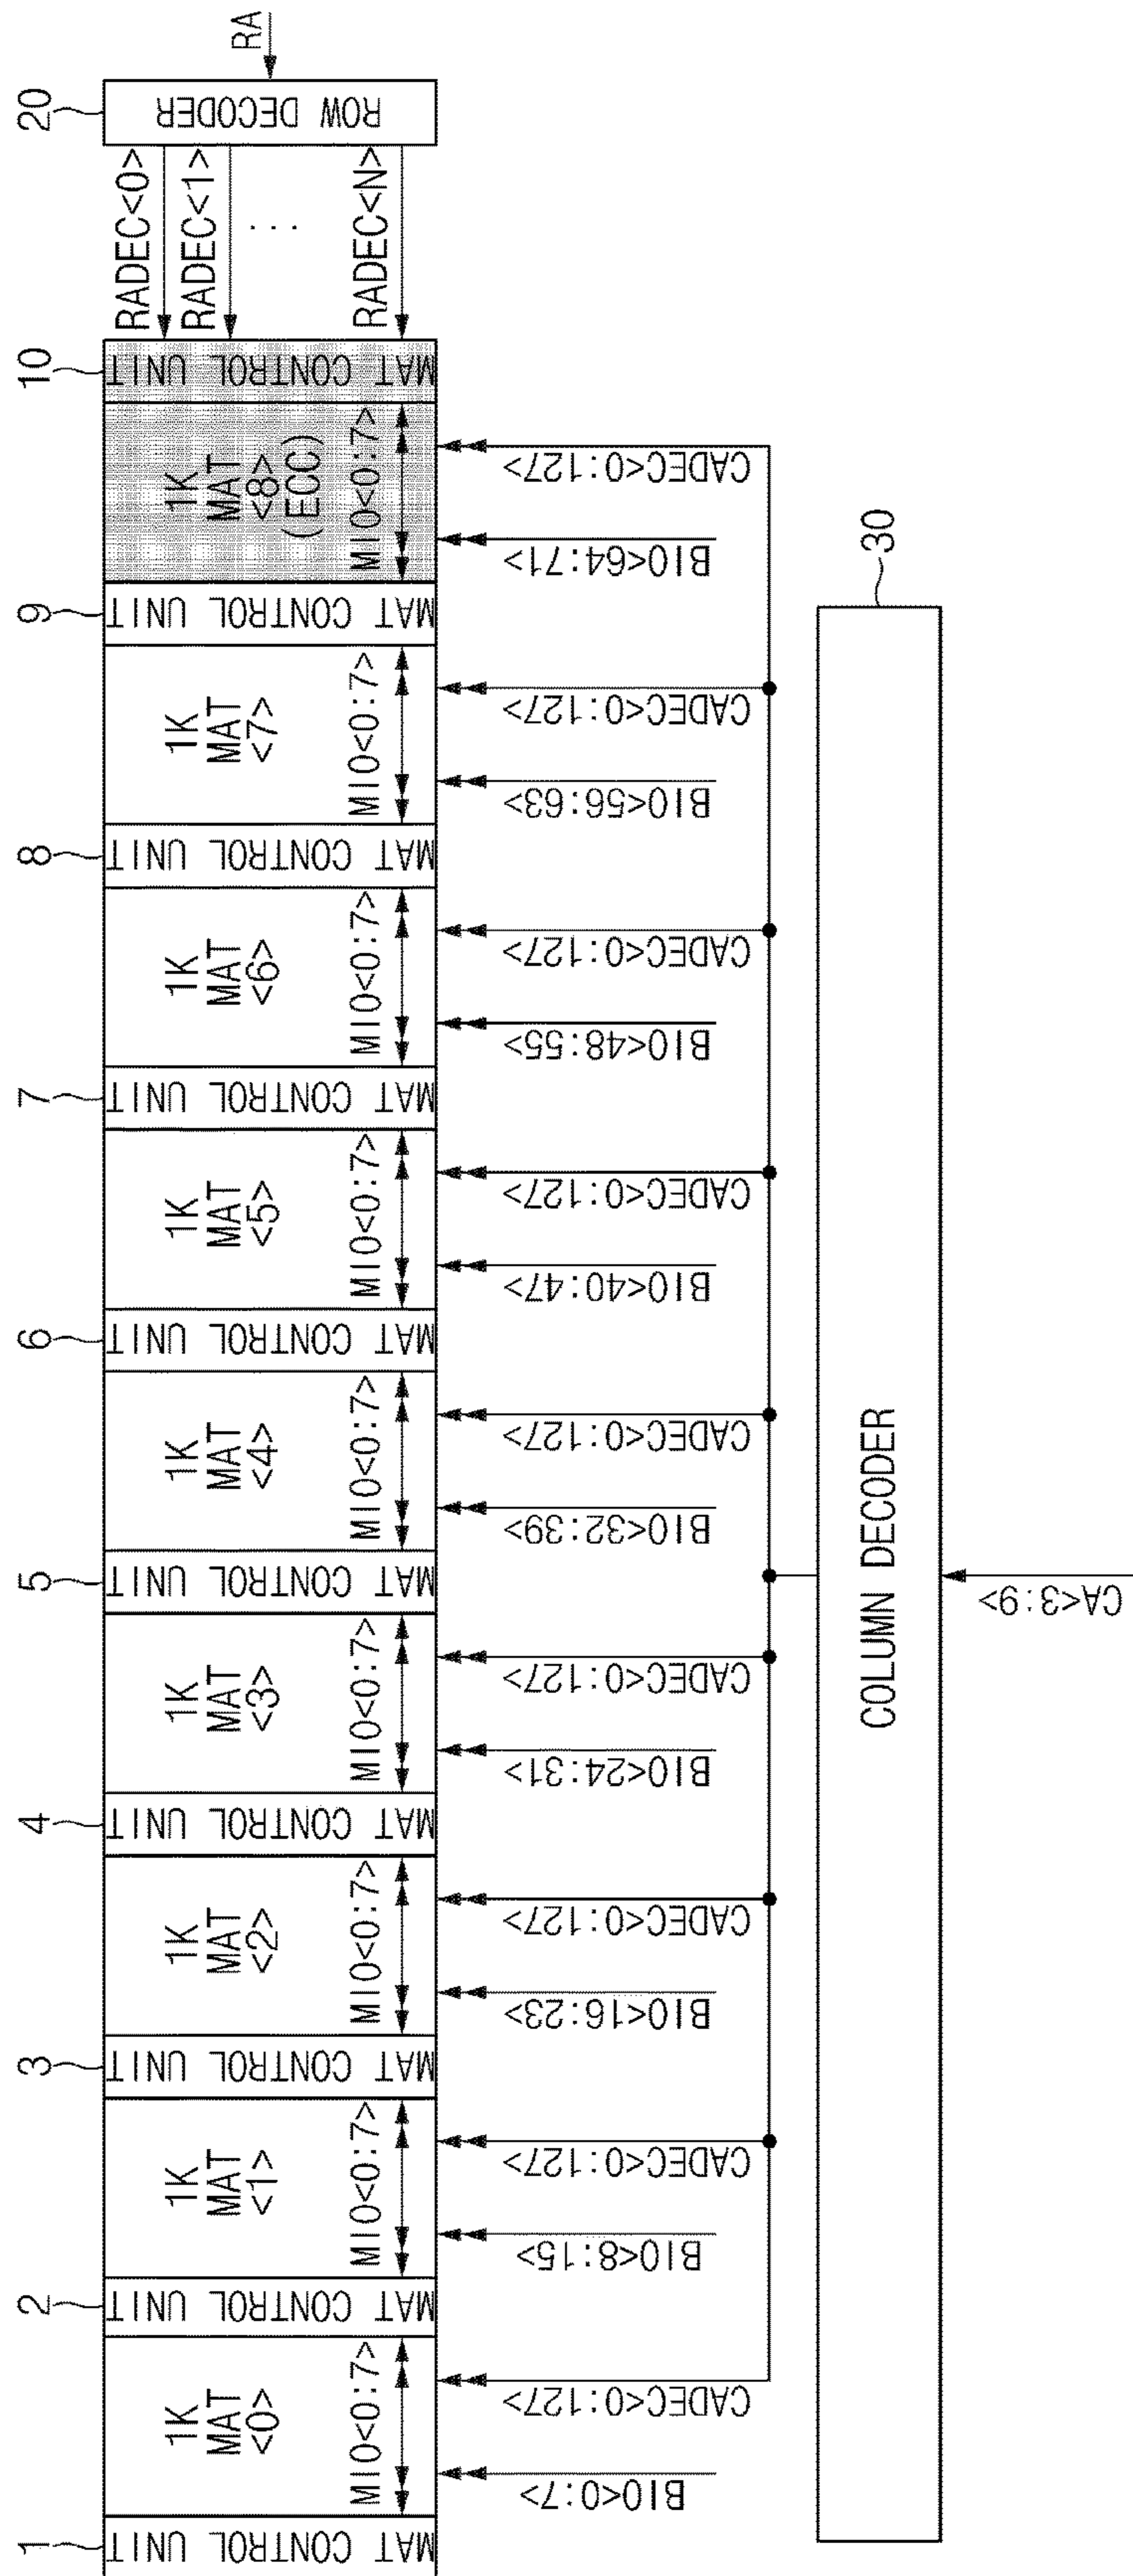 RA
20
ROW DECODER
RADEC<0>
RADEC<1>
...
RADEC<N>
10
MAT CONTROL UNIT
1K
MAT
<8>
(ECC)
MIO<0:7>
CADEC<0:127>
BIO<64:71>
9
MAT CONTROL UNIT
1K
MAT
<7>
MIO<0:7>
CADEC<0:127>
BIO<56:63>
8
MAT CONTROL UNIT
1K
MAT
<6>
MIO<0:7>
CADEC<0:127>
BIO<48:55>
7
MAT CONTROL UNIT
1K
MAT
<5>
MIO<0:7>
CADEC<0:127>
BIO<40:47>
6
MAT CONTROL UNIT
1K
MAT
<4>
MIO<0:7>
CADEC<0:127>
BIO<32:39>
5
MAT CONTROL UNIT
1K
MAT
<3>
MIO<0:7>
CADEC<0:127>
BIO<24:31>
4
MAT CONTROL UNIT
1K
MAT
<2>
MIO<0:7>
CADEC<0:127>
BIO<16:23>
3
MAT CONTROL UNIT
1K
MAT
<1>
MIO<0:7>
CADEC<0:127>
BIO<8:15>
2
MAT CONTROL UNIT
1K
MAT
<0>
MIO<0:7>
CADEC<0:127>
BIO<0:7>
1
MAT CONTROL UNIT
30
COLUMN DECODER
CA<3:9>